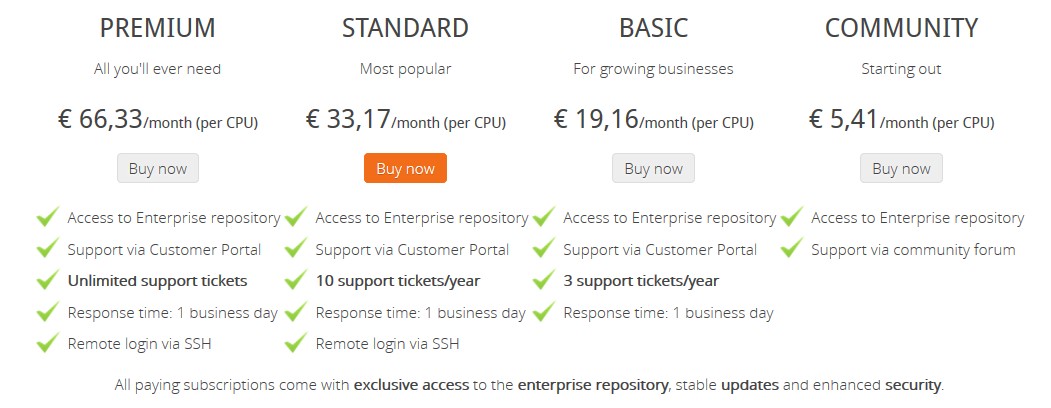 PREMIUM
All you'll ever need
€ 66,33/month (per CPU)
Buy now
Access to Enterprise repository
Support via Customer Portal
Unlimited support tickets
Response time: 1 business day
Remote login via SSH
STANDARD
Most popular
€ 33,17/month (per CPU)
Buy now
Access to Enterprise repository
Support via Customer Portal
10 support tickets/year
Response time: 1 business day
Remote login via SSH
BASIC
For growing businesses
€ 19,16/month (per CPU)
Buy now
Access to Enterprise repository
Support via Customer Portal
3 support tickets/year
Response time: 1 business day
COMMUNITY
Starting out
€ 5,41/month (per CPU)
Buy now
Access to Enterprise repository
Support via community forum
All paying subscriptions come with exclusive access to the enterprise repository, stable updates and enhanced security.